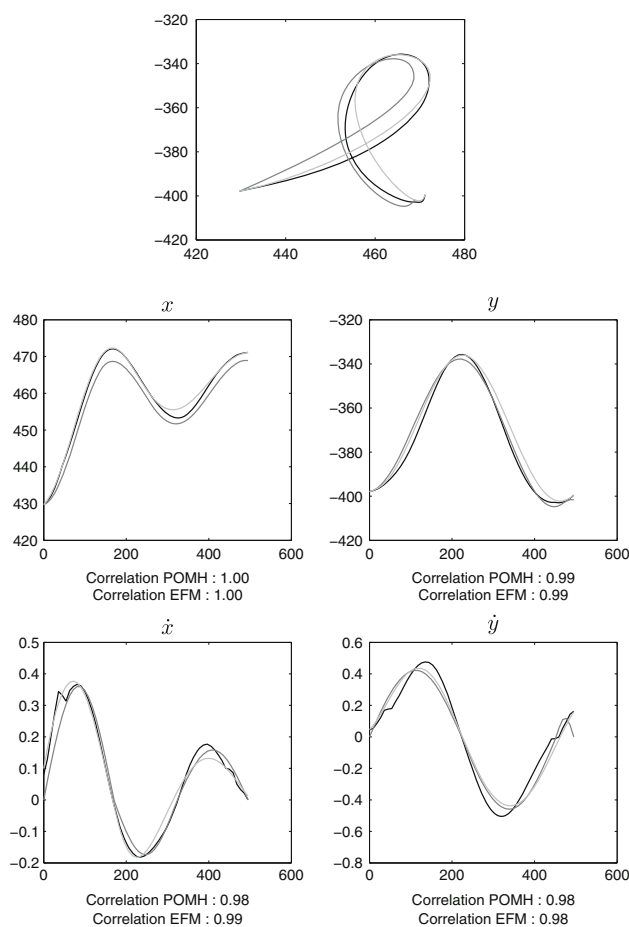 −320
−340
−360
−380
−400
−420
420 440 460 480
x
480
470
460
450
440
430
420
0 200 400 600
Correlation POMH : 1.00
Correlation EFM : 1.00
y
−320
−340
−360
−380
−400
−420
0 200 400 600
Correlation POMH : 0.99
Correlation EFM : 0.99
ẋ
0.5
0.4
0.3
0.2
0.1
0
−0.1
−0.2
0 200 400 600
Correlation POMH : 0.98
Correlation EFM : 0.99
ẏ
0.6
0.4
0.2
0
−0.2
−0.4
−0.6
−0.8
0 200 400 600
Correlation POMH : 0.98
Correlation EFM : 0.98